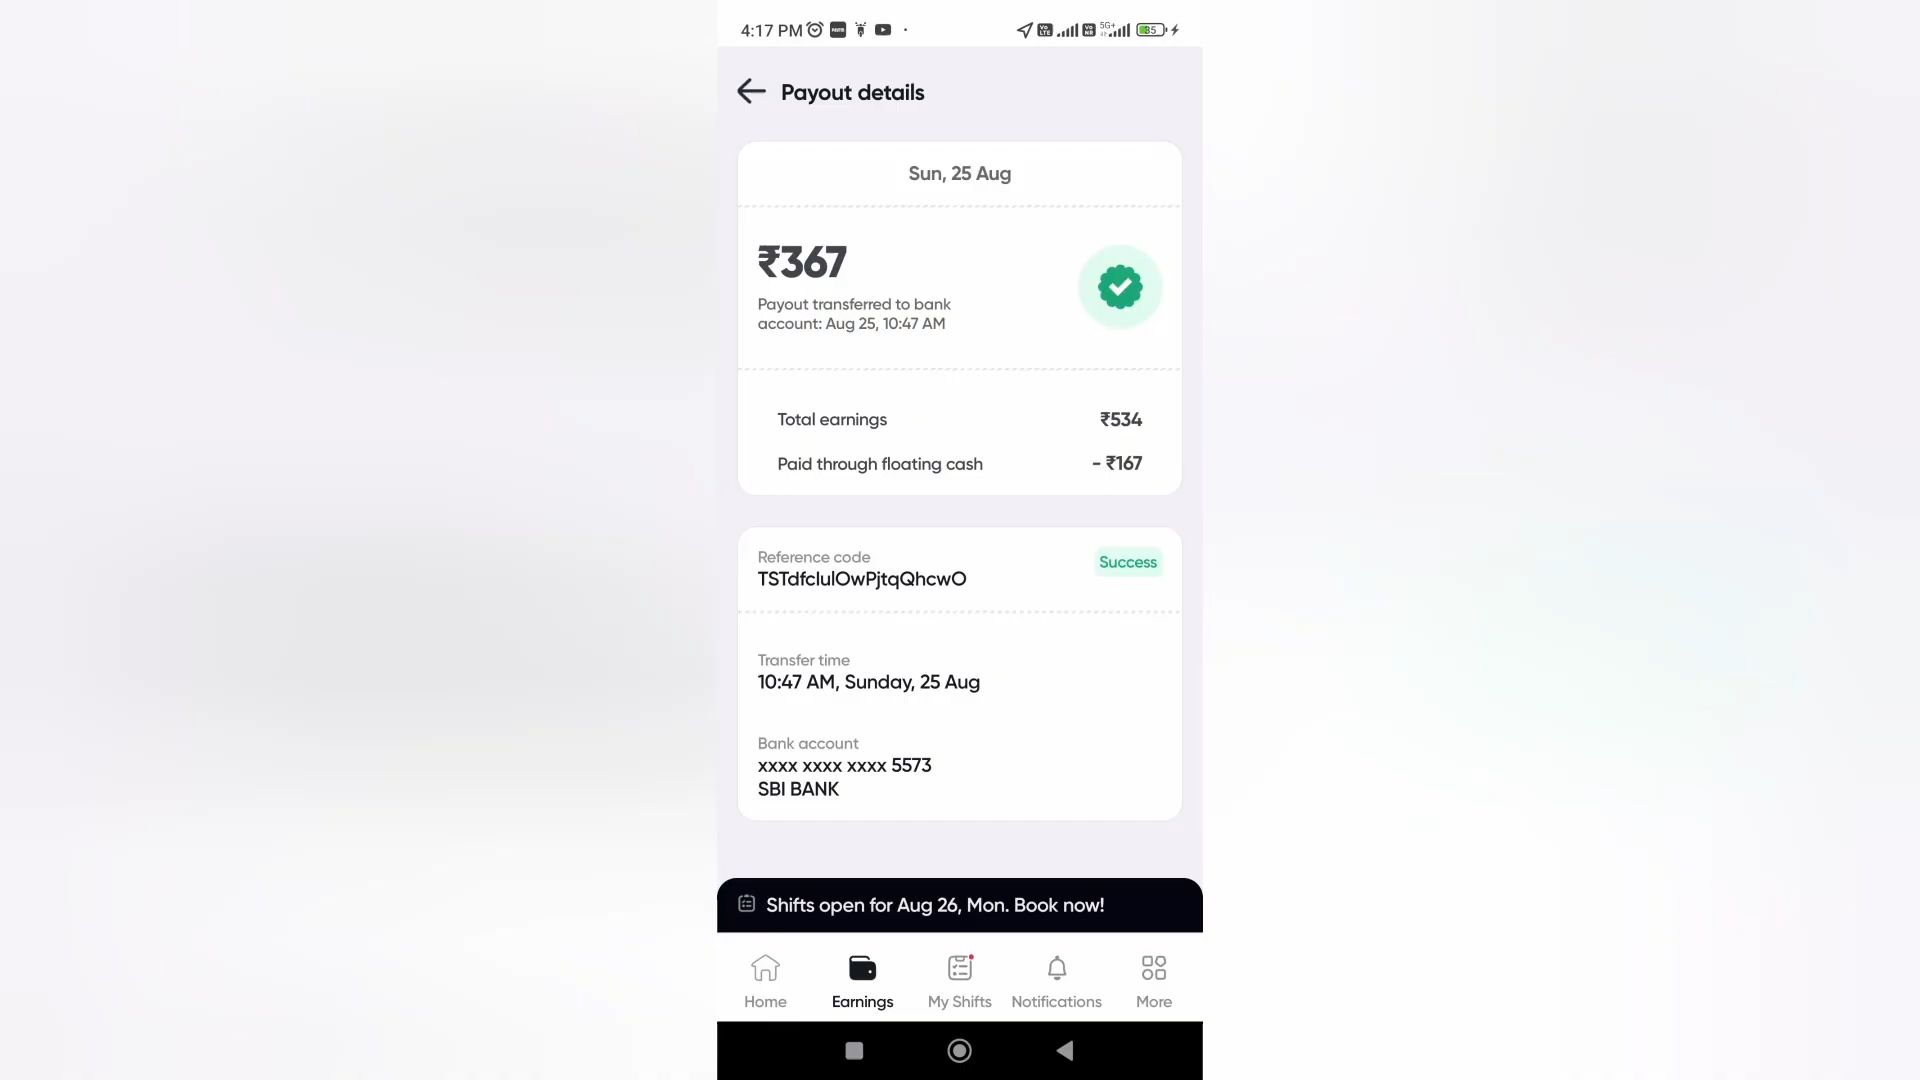 4:17 PM
5G+
35
Payout details
Sun, 25 Aug
₹367
Payout transferred to bank
account: Aug 25, 10:47 AM
Total earnings ₹534
Paid through floating cash - ₹167
Reference code
Success
TSTdfclulOwPjtqQhcwO
Transfer time
10:47 AM, Sunday, 25 Aug
Bank account
xxxx xxxx xxxx 5573
SBI BANK
Shifts open for Aug 26, Mon. Book now!
Home Earnings My Shifts Notifications More